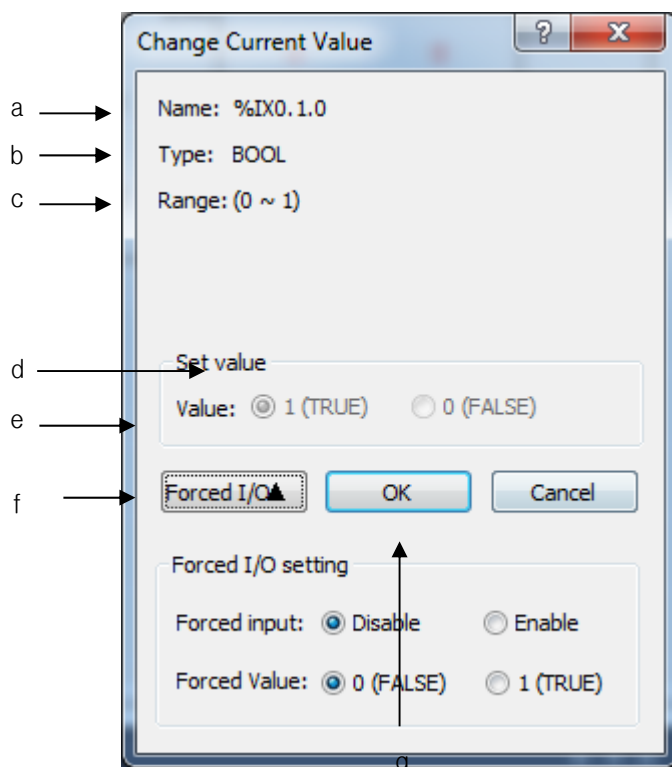 Change Current Value
a Name: %IX0.1.0
b Type: BOOL
c Range: (0 ~ 1)
d Set value
Value: 1 (TRUE) 0 (FALSE)
e
f Forced I/O OK Cancel
Forced I/O setting
Forced input: Disable Enable
Forced Value: 0 (FALSE) 1 (TRUE)
g